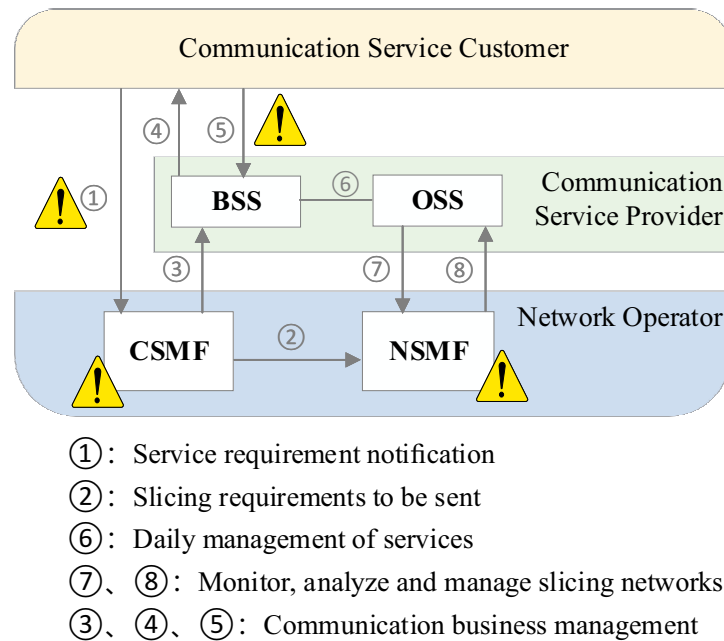 Communication Service Customer
④
⑤
①
BSS
⑥
OSS
Communication
Service Provider
③
⑦
⑧
Network Operator
CSMF
②
NSMF
①: Service requirement notification
②: Slicing requirements to be sent
⑥: Daily management of services
⑦、⑧: Monitor, analyze and manage slicing networks
③、④、⑤: Communication business management